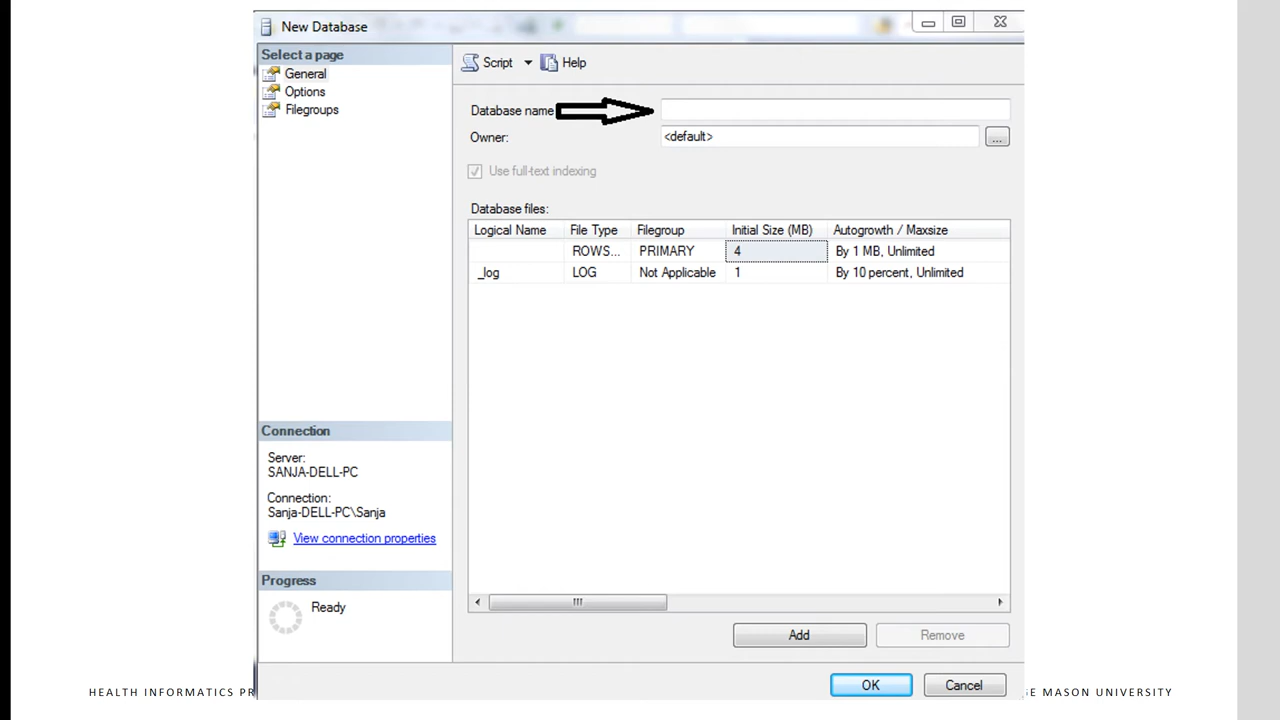 New Database
Select a page
General
Options
Filegroups
Script
Help
Database name
Owner:
<default>
...
Use full-text indexing
Database files:
Logical Name File Type Filegroup Initial Size (MB) Autogrowth / Maxsize
ROWS... PRIMARY 4 By 1 MB, Unlimited
_log LOG Not Applicable 1 By 10 percent, Unlimited
Connection
Server:
SANJA-DELL-PC
Connection:
Sanja-DELL-PC\Sanja
View connection properties
Progress
Ready
Add Remove
OK Cancel
HEALTH INFORMATICS PR
E MASON UNIVERSITY